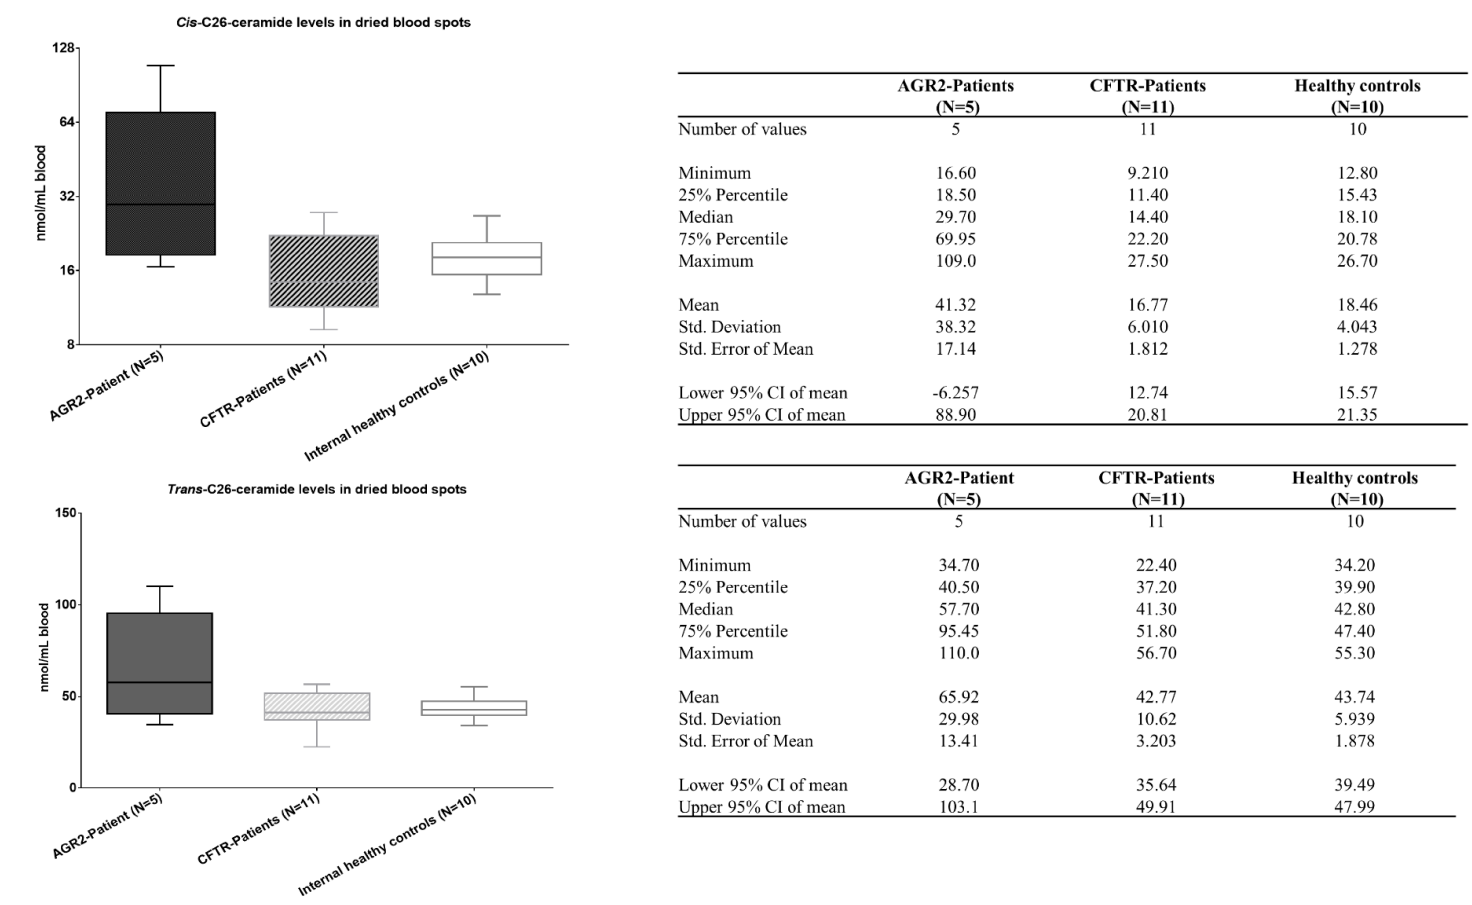 Cis-C26-ceramide levels in dried blood spots
128
64
32
16
8
nmol/mL blood
AGR2-Patient (N=5)
CFTR-Patients (N=11)
Internal healthy controls (N=10)
AGR2-Patients CFTR-Patients Healthy controls
(N=5) (N=11) (N=10)
Number of values 5 11 10
Minimum 16.60 9.210 12.80
25% Percentile 18.50 11.40 15.43
Median 29.70 14.40 18.10
75% Percentile 69.95 22.20 20.78
Maximum 109.0 27.50 26.70
Mean 41.32 16.77 18.46
Std. Deviation 38.32 6.010 4.043
Std. Error of Mean 17.14 1.812 1.278
Lower 95% CI of mean -6.257 12.74 15.57
Upper 95% CI of mean 88.90 20.81 21.35
Trans-C26-ceramide levels in dried blood spots
150
100
50
0
nmol/mL blood
AGR2-Patient (N=5)
CFTR-Patients (N=11)
Internal healthy controls (N=10)
AGR2-Patient CFTR-Patients Healthy controls
(N=5) (N=11) (N=10)
Number of values 5 11 10
Minimum 34.70 22.40 34.20
25% Percentile 40.50 37.20 39.90
Median 57.70 41.30 42.80
75% Percentile 95.45 51.80 47.40
Maximum 110.0 56.70 55.30
Mean 65.92 42.77 43.74
Std. Deviation 29.98 10.62 5.939
Std. Error of Mean 13.41 3.203 1.878
Lower 95% CI of mean 28.70 35.64 39.49
Upper 95% CI of mean 103.1 49.91 47.99